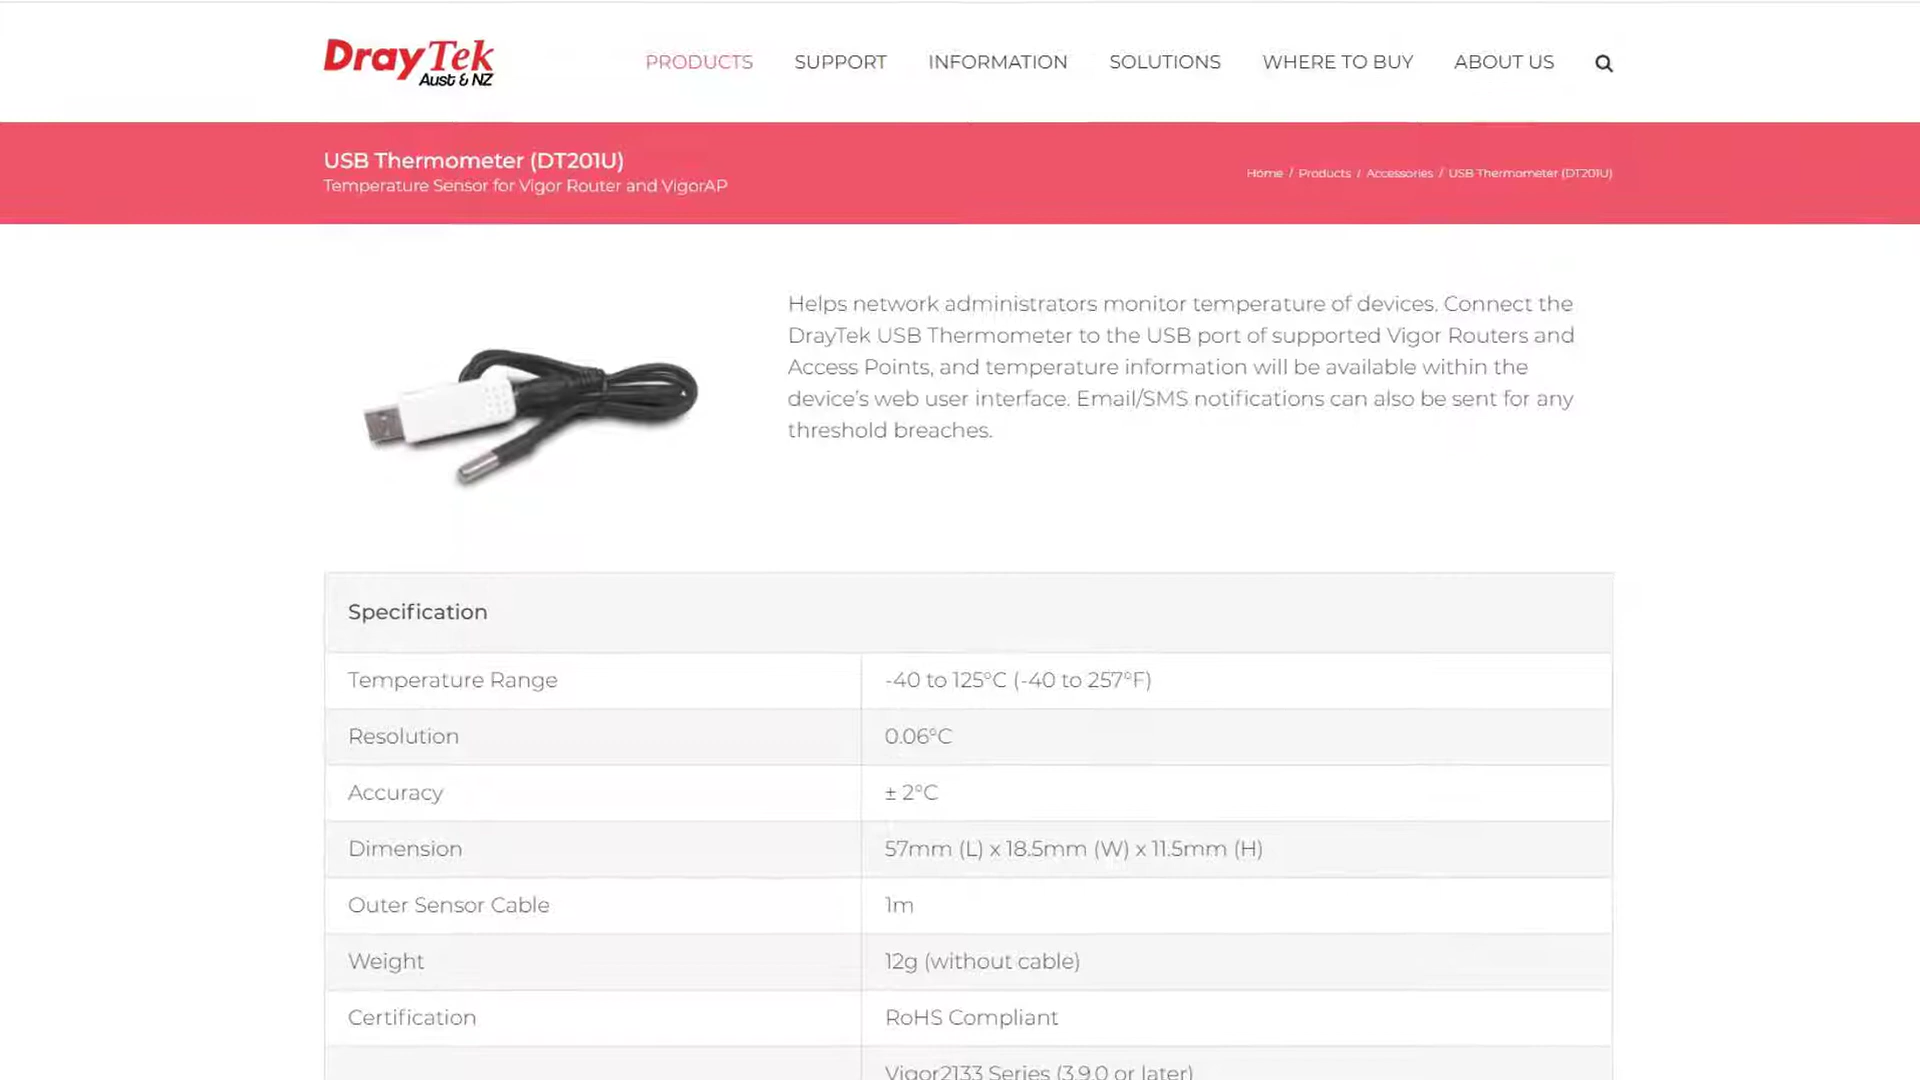 DrayTek
Aust & NZ
PRODUCTS SUPPORT INFORMATION SOLUTIONS WHERE TO BUY ABOUT US
USB Thermometer (DT201U)
Temperature Sensor for Vigor Router and VigorAP
Home / Products / Accessories / USB Thermometer (DT201U)
Helps network administrators monitor temperature of devices. Connect the
DrayTek USB Thermometer to the USB port of supported Vigor Routers and
Access Points, and temperature information will be available within the
device's web user interface. Email/SMS notifications can also be sent for any
threshold breaches.
Specification
Temperature Range -40 to 125°C (-40 to 257°F)
Resolution 0.06°C
Accuracy ± 2°C
Dimension 57mm (L) x 18.5mm (W) x 11.5mm (H)
Outer Sensor Cable 1m
Weight 12g (without cable)
Certification RoHS Compliant
Vigor2133 Series (3.9.0 or later)